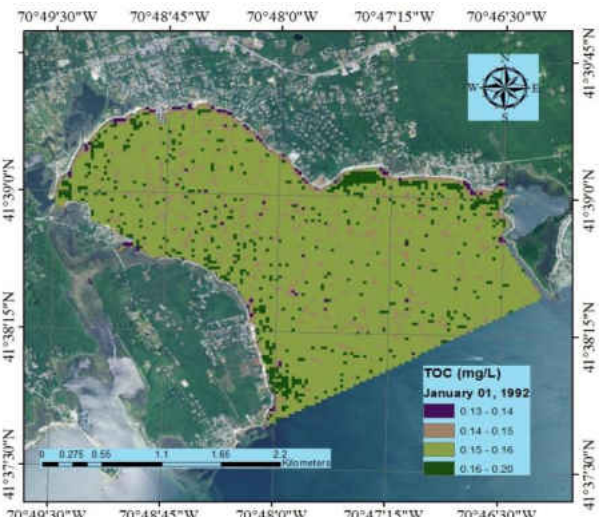 70°49'30"W 70°48'45"W 70°48'0"W 70°47'15"W 70°46'30"W
41°39'45"N
N
W E
S
41°39'0"N 41°39'0"N
41°38'15"N 41°38'15"N
TOC (mg/L)
January 01, 1992
0.13 - 0.14
0.14 - 0.15
0.15 - 0.16
0.16 - 0.20
0 0.275 0.55 1.1 1.65 2.2
Kilometers
41°37'30"N 41°37'30"N
70°49'30"W 70°48'45"W 70°48'0"W 70°47'15"W 70°46'30"W